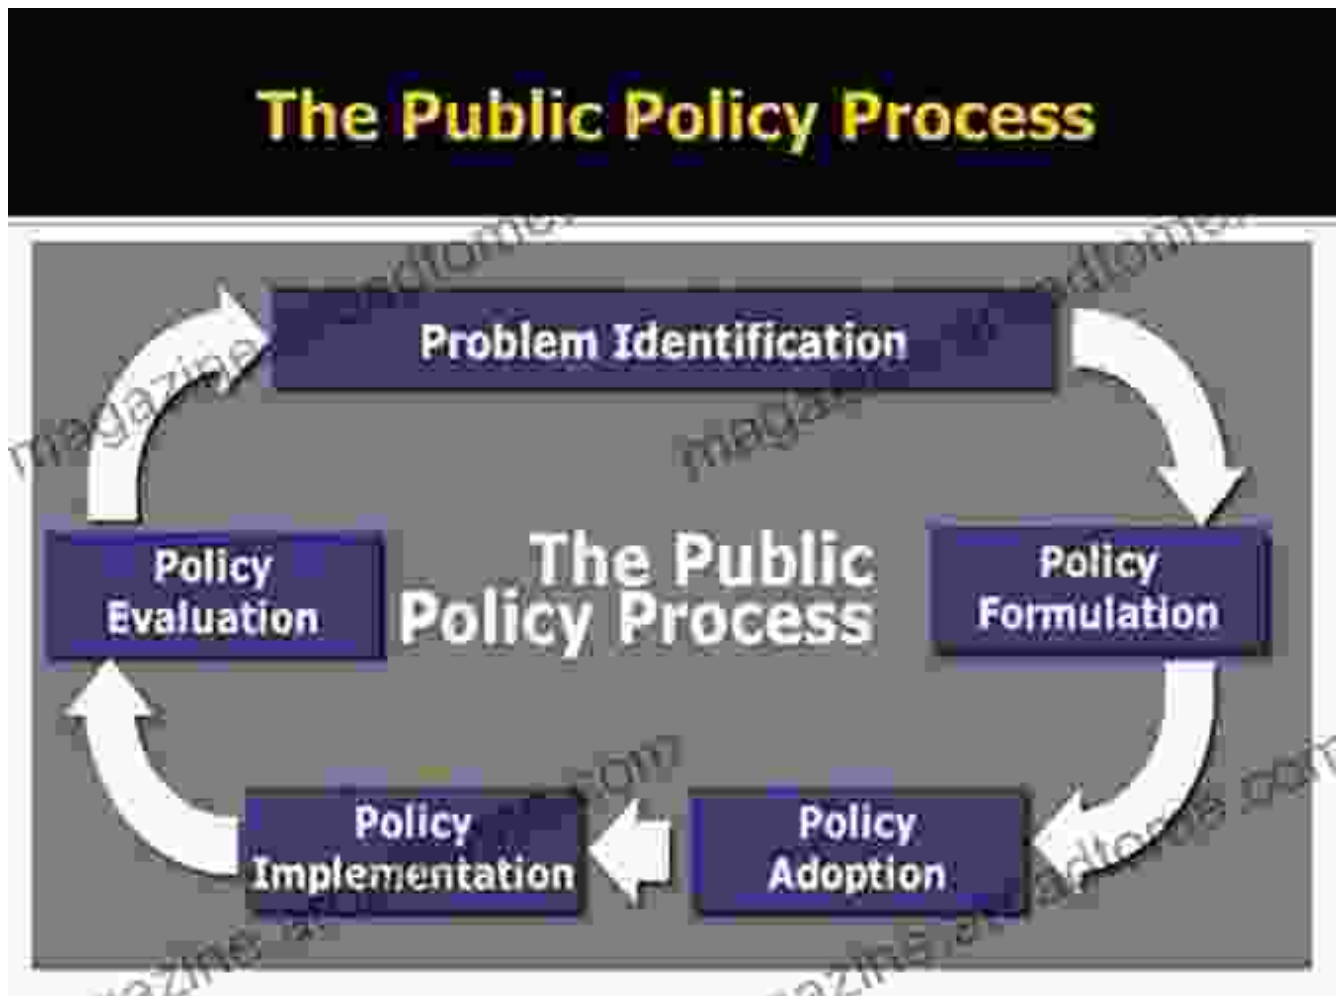 The Public Policy Process
Problem Identification
Policy
Formulation
Policy
Adoption
Policy
Implementation
Policy
Evaluation
The Public
Policy Process